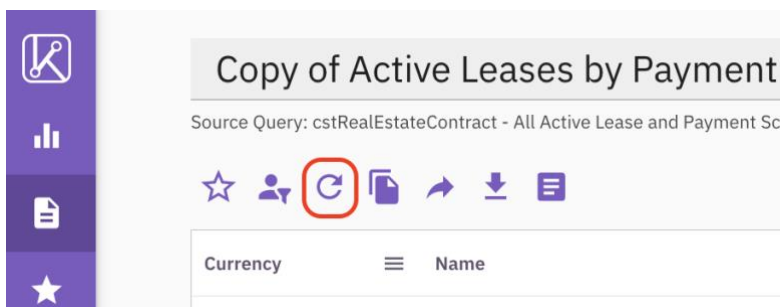 Copy of Active Leases by Payment
Source Query: cstRealEstateContract - All Active Lease and Payment Sc
Currency Name